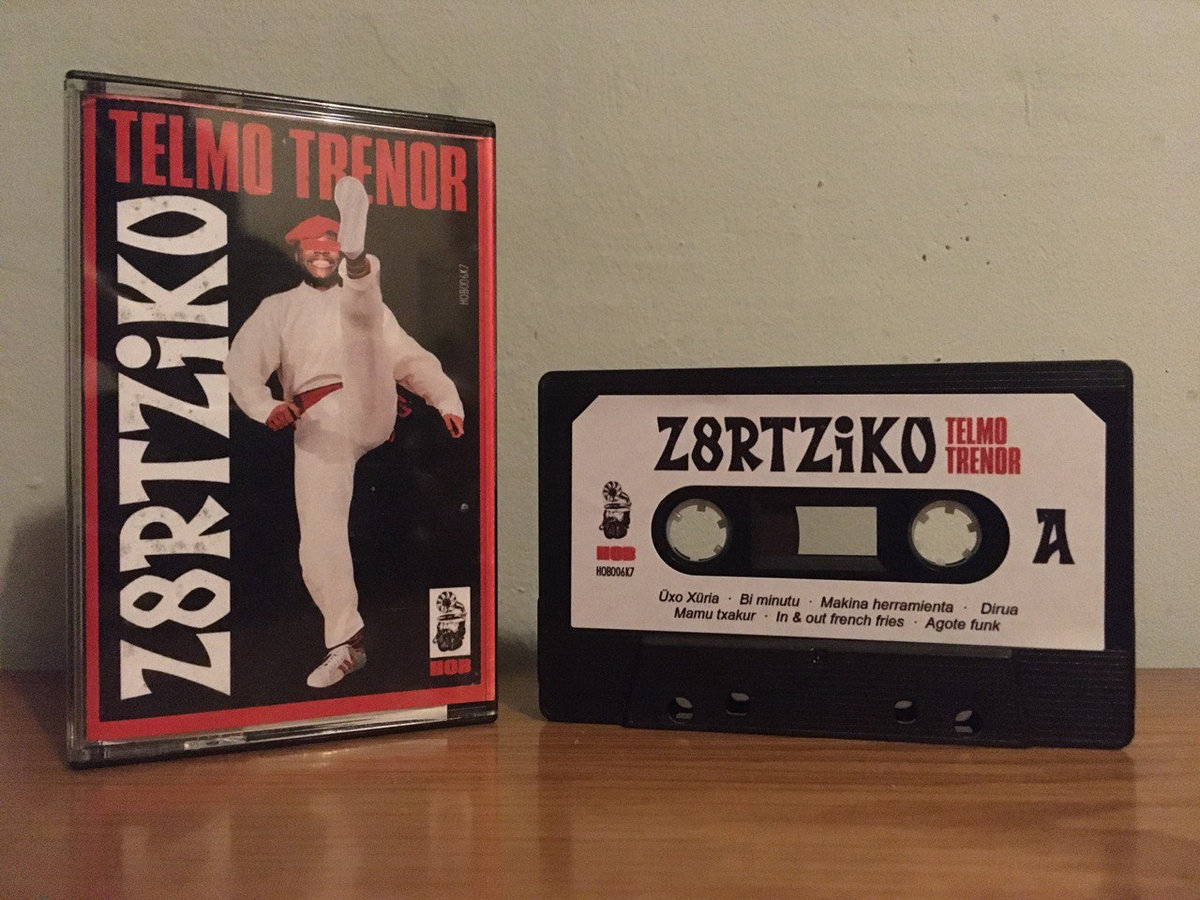 TELMO TRENOR
Z8RTZiKO
HOB006K7
HOB
Z8RTZiKO
TELMO
TRENOR
HOB
HOB006K7
A
Üxo Xüria · Bi minutu · Makina herramienta · Dirua
Mamu txakur · In & out french fries · Agote funk